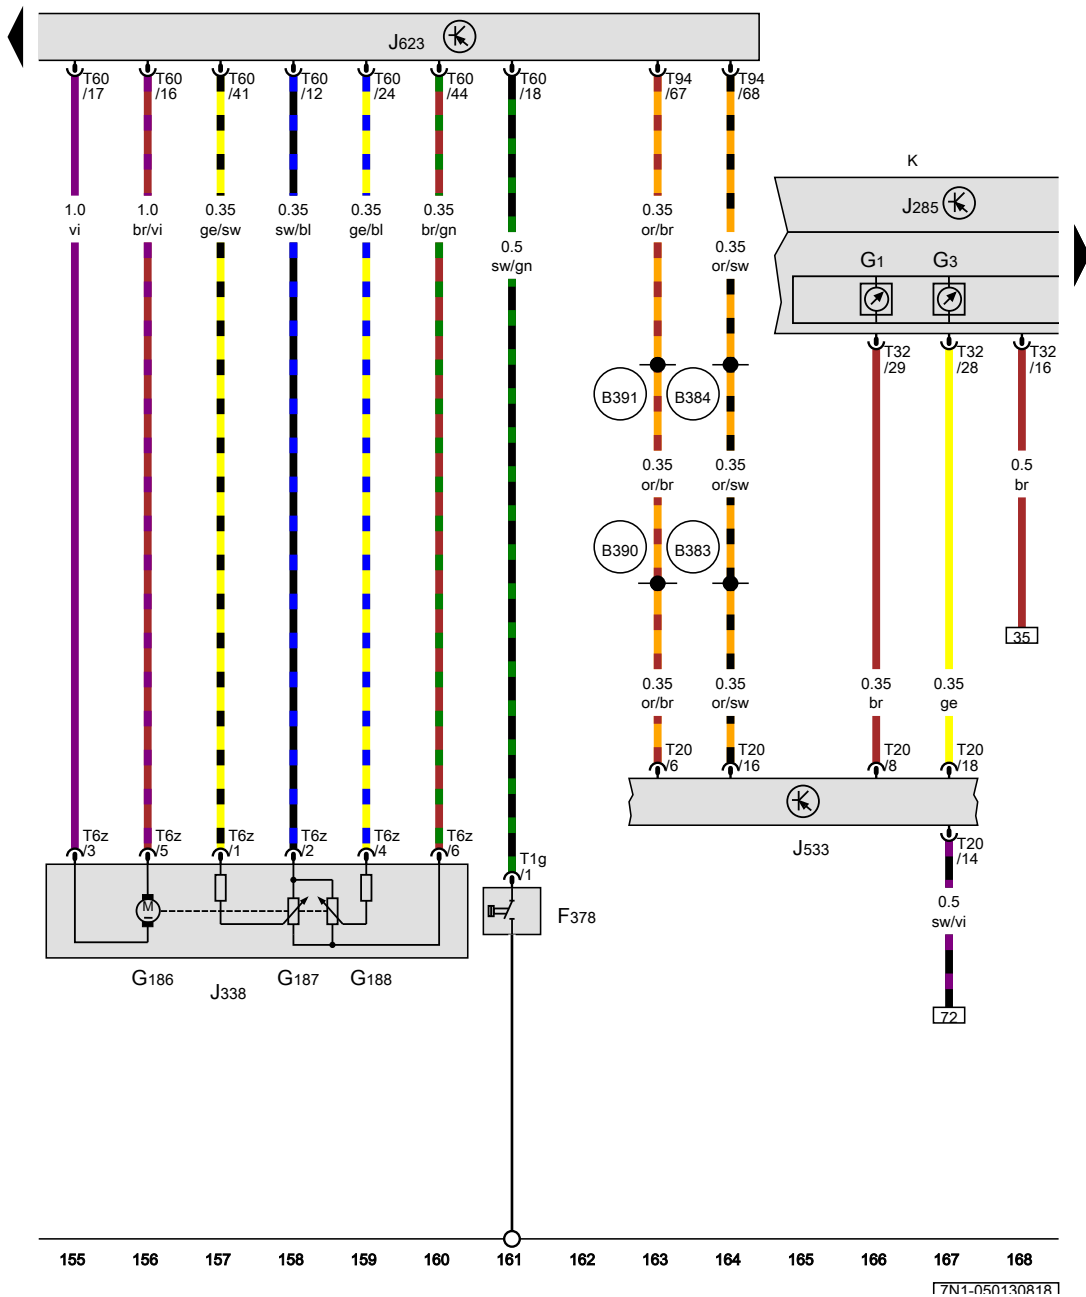 J623
T60 T60 T60 T60 T60 T60 T60 T94 T94
/17 /16 /41 /12 /24 /44 /18 /67 /68
K
J285
1.0 1.0 0.35 0.35 0.35 0.35 0.35
vi br/vi ge/sw sw/bl ge/bl br/gn or/br
0.5 0.35
sw/gn or/sw
G1 G3
T32 T32 T32
/29 /28 /16
B391 B384
0.35 0.35 0.5
or/br or/sw br
B390 B383
35
0.35 0.35 0.35 0.35
or/br or/sw br ge
T20 T20 T20 T20
/6 /16 /8 /18
T6z T6z T6z T6z T6z T6z
/3 /5 /1 /2 /4 /6
J533
T20
/14
T1g
/1
M
F378
0.5
sw/vi
G186 G187 G188
J338
72
155 156 157 158 159 160 161 162 163 164 165 166 167 168
7N1-050130818